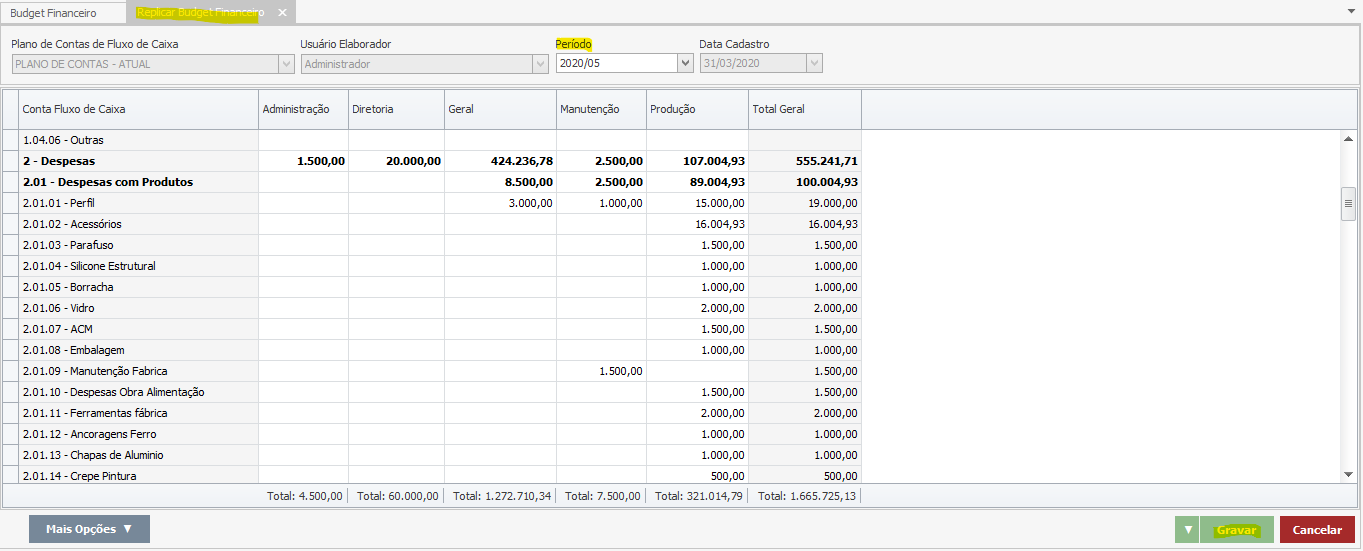 Budget Financeiro Replicar Budget Financeiro
Plano de Contas de Fluxo de Caixa Usuário Elaborador Período Data Cadastro
PLANO DE CONTAS - ATUAL Administrador 2020/05 31/03/2020
Conta Fluxo de Caixa Administração Diretoria Geral Manutenção Produção Total Geral
1.04.06 - Outras
2 - Despesas 1.500,00 20.000,00 424.236,78 2.500,00 107.004,93 555.241,71
2.01 - Despesas com Produtos 8.500,00 2.500,00 89.004,93 100.004,93
2.01.01 - Perfil 3.000,00 1.000,00 15.000,00 19.000,00
2.01.02 - Acessórios 16.004,93 16.004,93
2.01.03 - Parafuso 1.500,00 1.500,00
2.01.04 - Silicone Estrutural 1.000,00 1.000,00
2.01.05 - Borracha 1.000,00 1.000,00
2.01.06 - Vidro 2.000,00 2.000,00
2.01.07 - ACM 1.500,00 1.500,00
2.01.08 - Embalagem 1.000,00 1.000,00
2.01.09 - Manutenção Fabrica 1.500,00 1.500,00
2.01.10 - Despesas Obra Alimentação 1.500,00 1.500,00
2.01.11 - Ferramentas fábrica 2.000,00 2.000,00
2.01.12 - Ancoragens Ferro 1.000,00 1.000,00
2.01.13 - Chapas de Aluminio 1.000,00 1.000,00
2.01.14 - Crepe Pintura 500,00 500,00
Total: 4.500,00 Total: 60.000,00 Total: 1.272.710,34 Total: 7.500,00 Total: 321.014,79 Total: 1.665.725,13
Mais Opções Gravar Cancelar